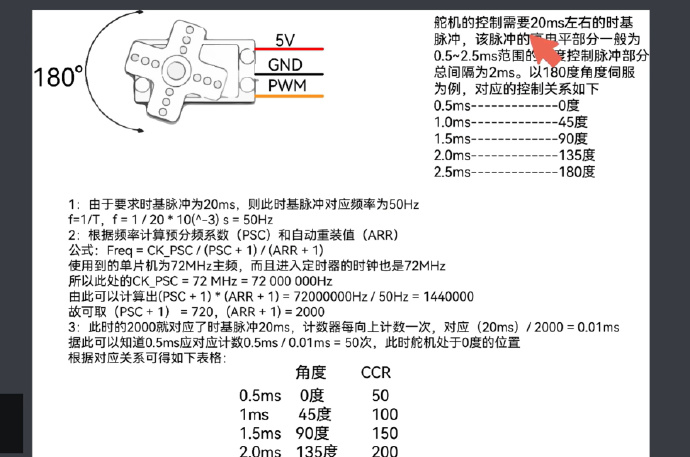 180°
5V
GND
PWM
舵机的控制需要20ms左右的时基
脉冲，该脉冲的 电平部分一般为
0.5~2.5ms范围的 度控制脉冲部分
总间隔为2ms。以180度角度伺服
为例，对应的控制关系如下
0.5ms-------------0度
1.0ms-------------45度
1.5ms-------------90度
2.0ms-------------135度
2.5ms-------------180度
1：由于要求时基脉冲为20ms，则此时基脉冲对应频率为50Hz
f=1/T，f = 1 / 20 * 10(^-3) s = 50Hz
2：根据频率计算预分频系数（PSC）和自动重装值（ARR）
公式：Freq = CK_PSC / (PSC + 1) / (ARR + 1)
使用到的单片机为72MHz主频，而且进入定时器的时钟也是72MHz
所以此处的CK_PSC = 72 MHz = 72 000 000Hz
由此可以计算出(PSC + 1) * (ARR + 1) = 72000000Hz / 50Hz = 1440000
故可取（PSC + 1） = 720，(ARR + 1) = 2000
3：此时的2000就对应了时基脉冲20ms，计数器每向上计数一次，对应（20ms）/ 2000 = 0.01ms
据此可以知道0.5ms应对应计数0.5ms / 0.01ms = 50次，此时舵机处于0度的位置
根据对应关系可得如下表格：
角度 CCR
0.5ms 0度 50
1ms 45度 100
1.5ms 90度 150
2.0ms 135度 200